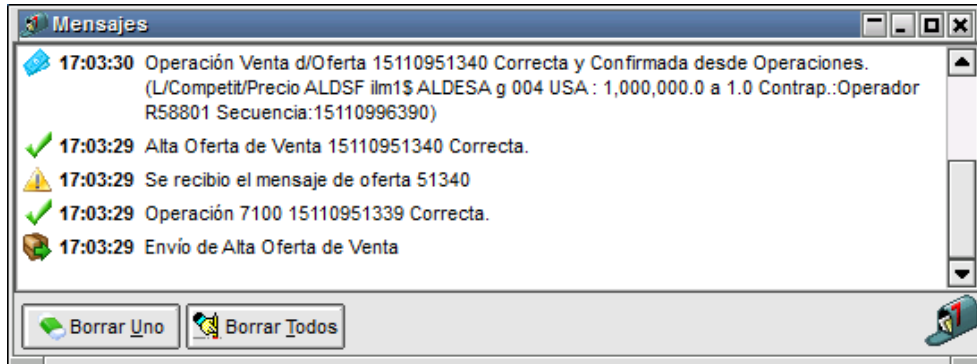 Mensajes
17:03:30 Operación Venta d/Oferta 15110951340 Correcta y Confirmada desde Operaciones.
(L/Competit/Precio ALDSF ilm1$ ALDESA g 004 USA : 1,000,000.0 a 1.0 Contrap.:Operador
R58801 Secuencia:15110996390)
17:03:29 Alta Oferta de Venta 15110951340 Correcta.
17:03:29 Se recibio el mensaje de oferta 51340
17:03:29 Operación 7100 15110951339 Correcta.
17:03:29 Envío de Alta Oferta de Venta
Borrar Uno Borrar Todos